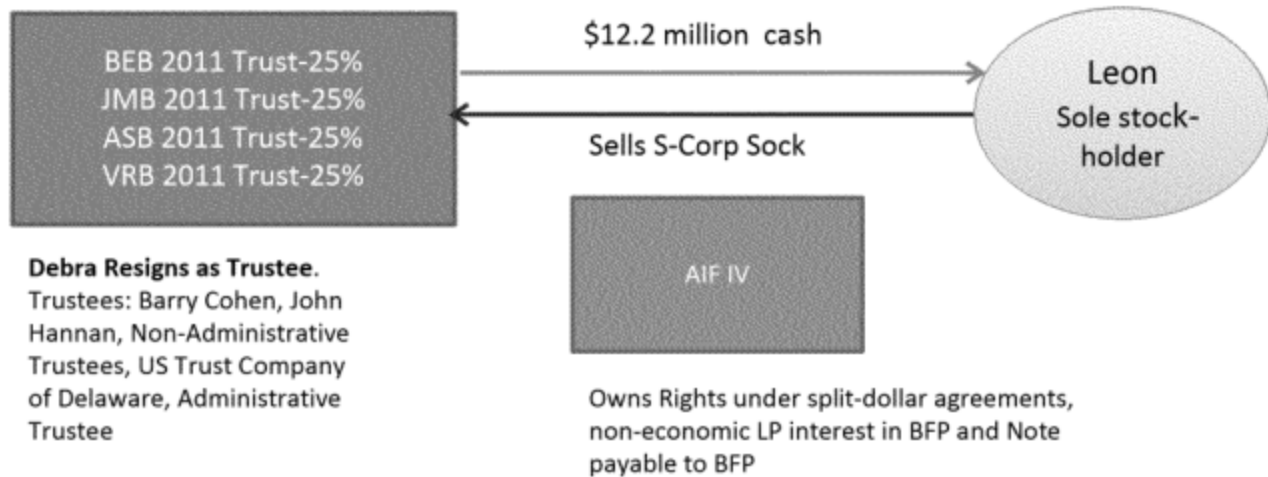 BEB 2011 Trust-25%
JMB 2011 Trust-25%
ASB 2011 Trust-25%
VRB 2011 Trust-25%
$12.2 million cash
Sells S-Corp Sock
Leon
Sole stock-
holder
Debra Resigns as Trustee.
Trustees: Barry Cohen, John
Hannan, Non-Administrative
Trustees, US Trust Company
of Delaware, Administrative
Trustee
AIF IV
Owns Rights under split-dollar agreements,
non-economic LP interest in BFP and Note
payable to BFP